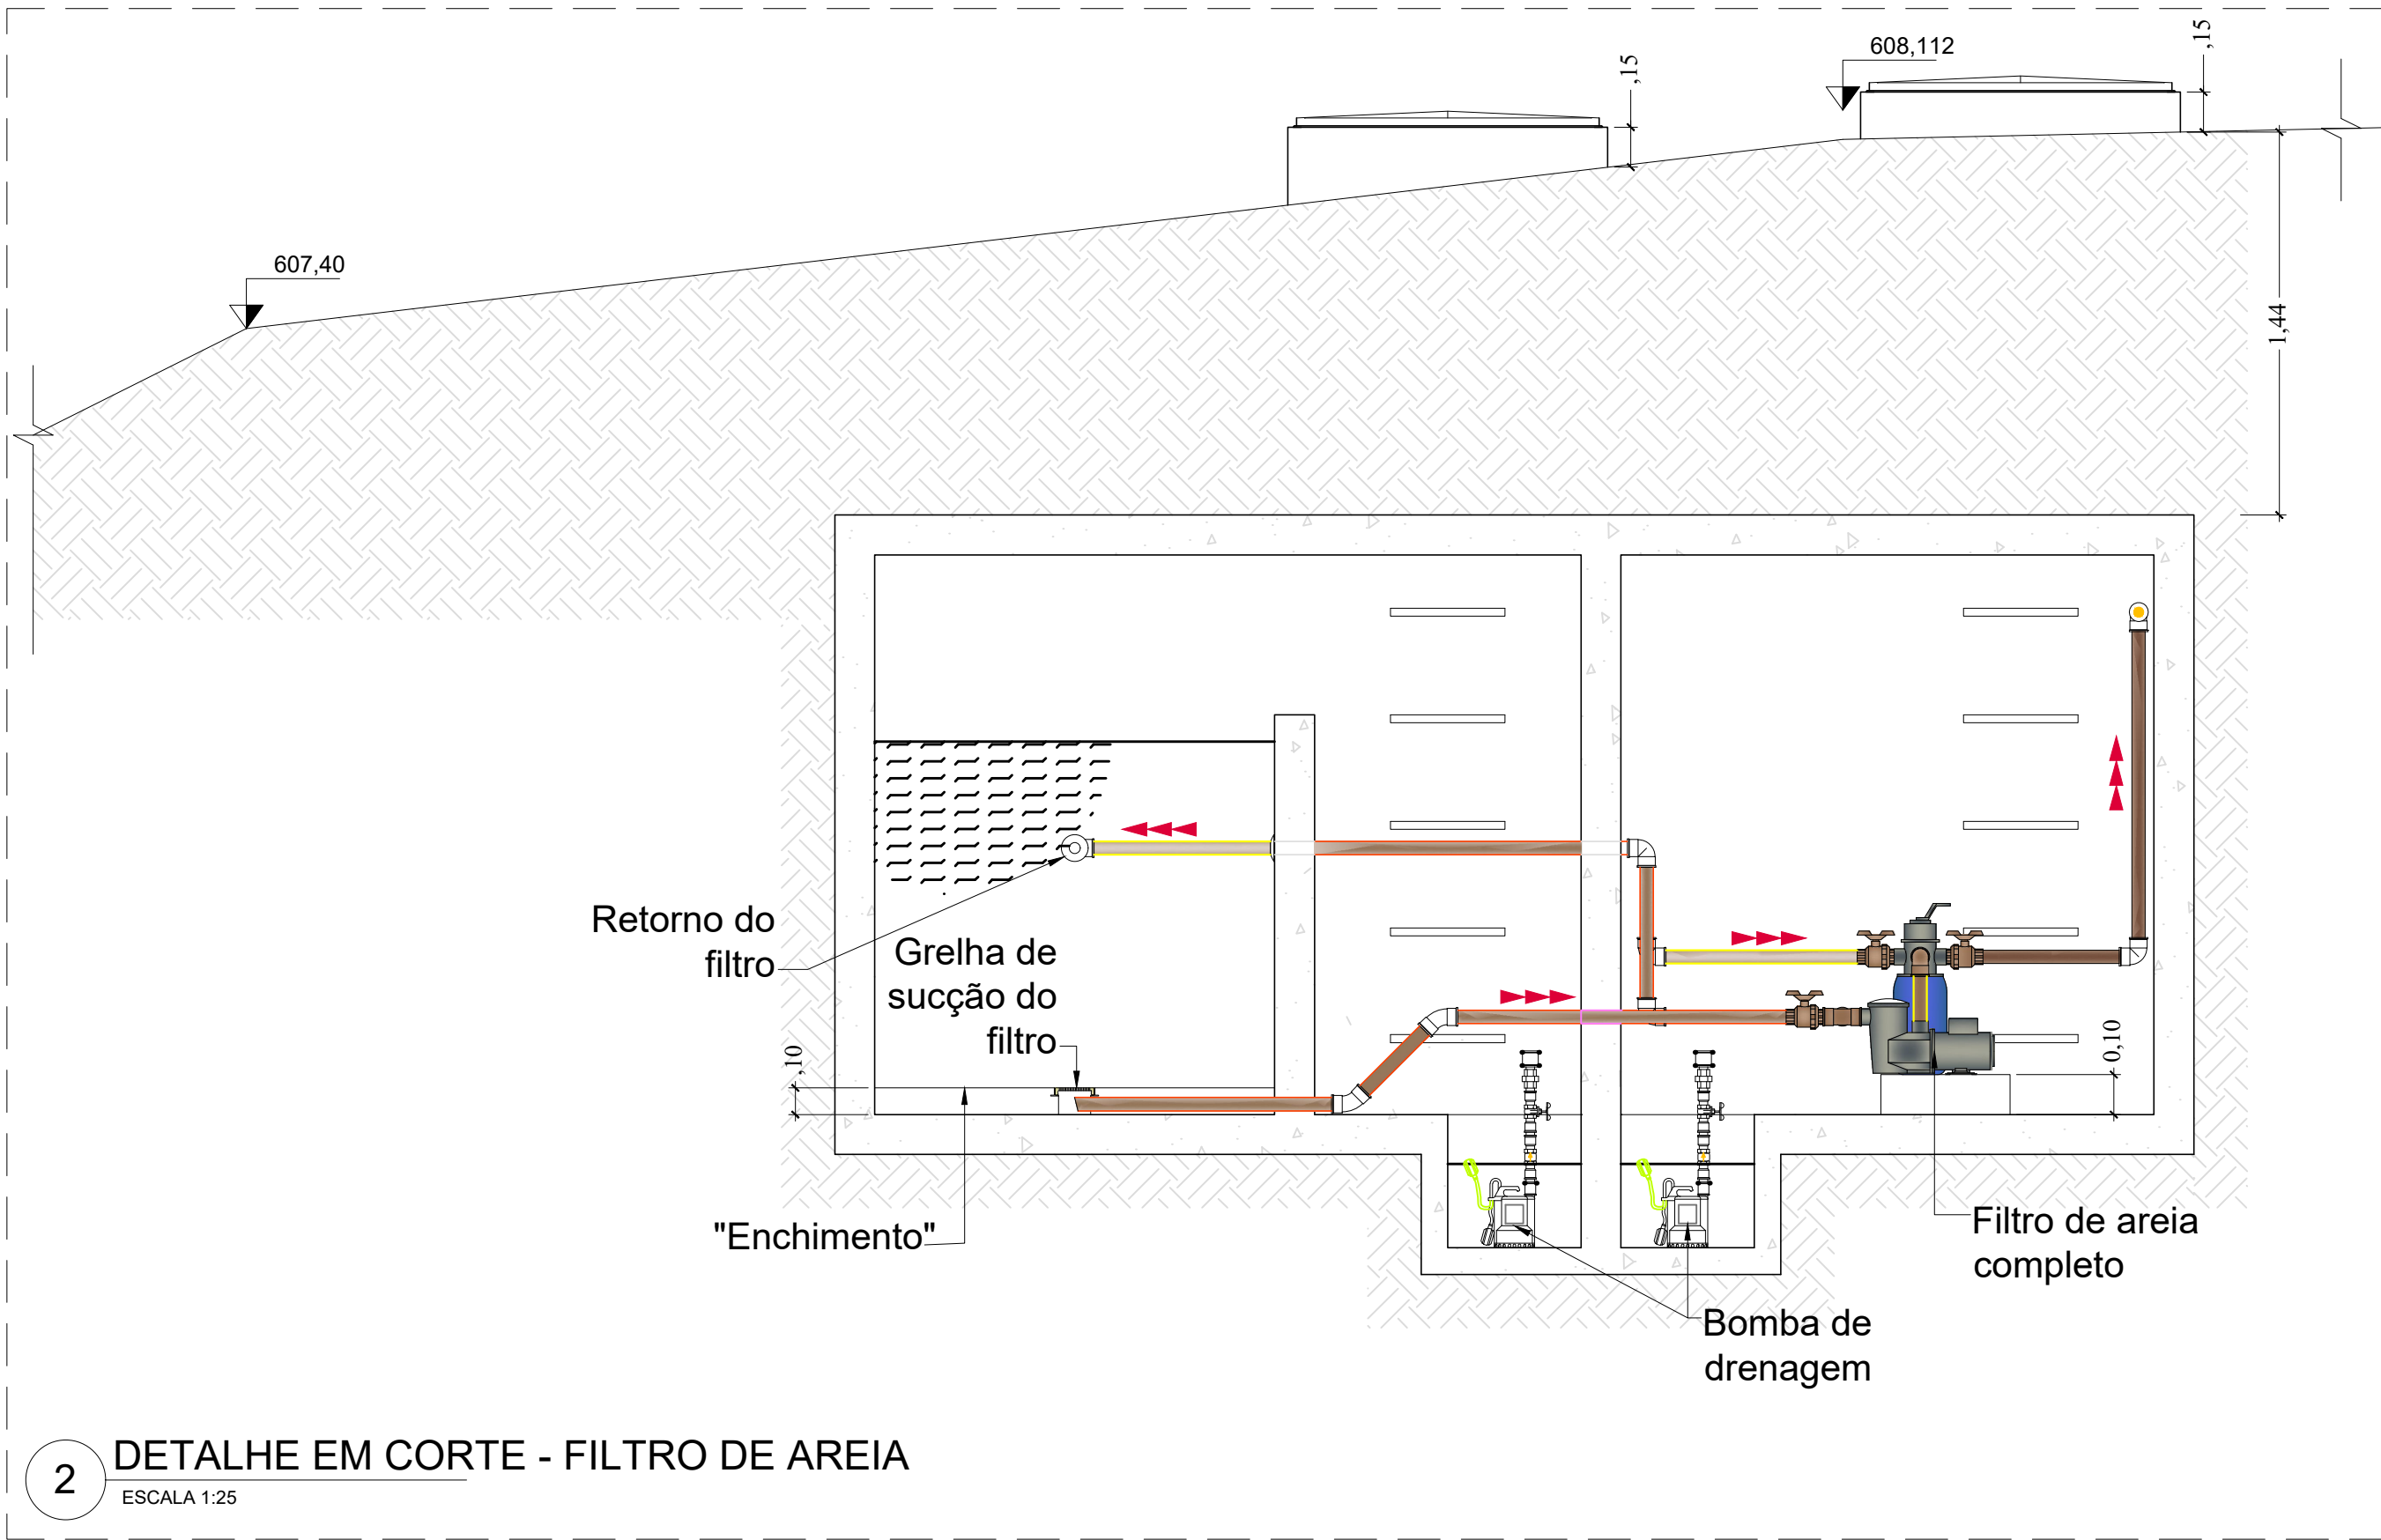 608,112
,15
,15
607,40
1,44
Retorno do
filtro
Grelha de
sucção do
filtro
,10
0,10
"Enchimento"
Filtro de areia
completo
Bomba de
drenagem
2
DETALHE EM CORTE - FILTRO DE AREIA
ESCALA 1:25